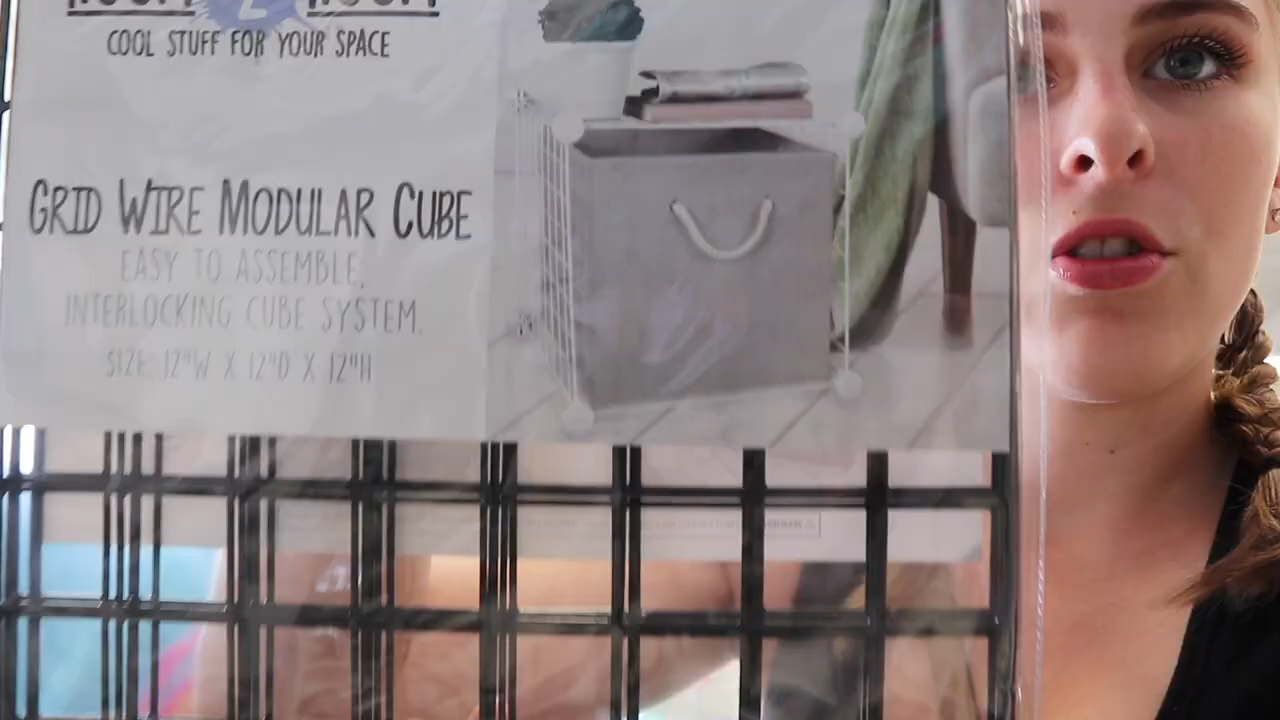 2
COOL STUFF FOR YOUR SPACE
GRID WIRE MODULAR CUBE
EASY TO ASSEMBLE,
INTERLOCKING CUBE SYSTEM.
SIZE: 12"W X 12"D X 12"H